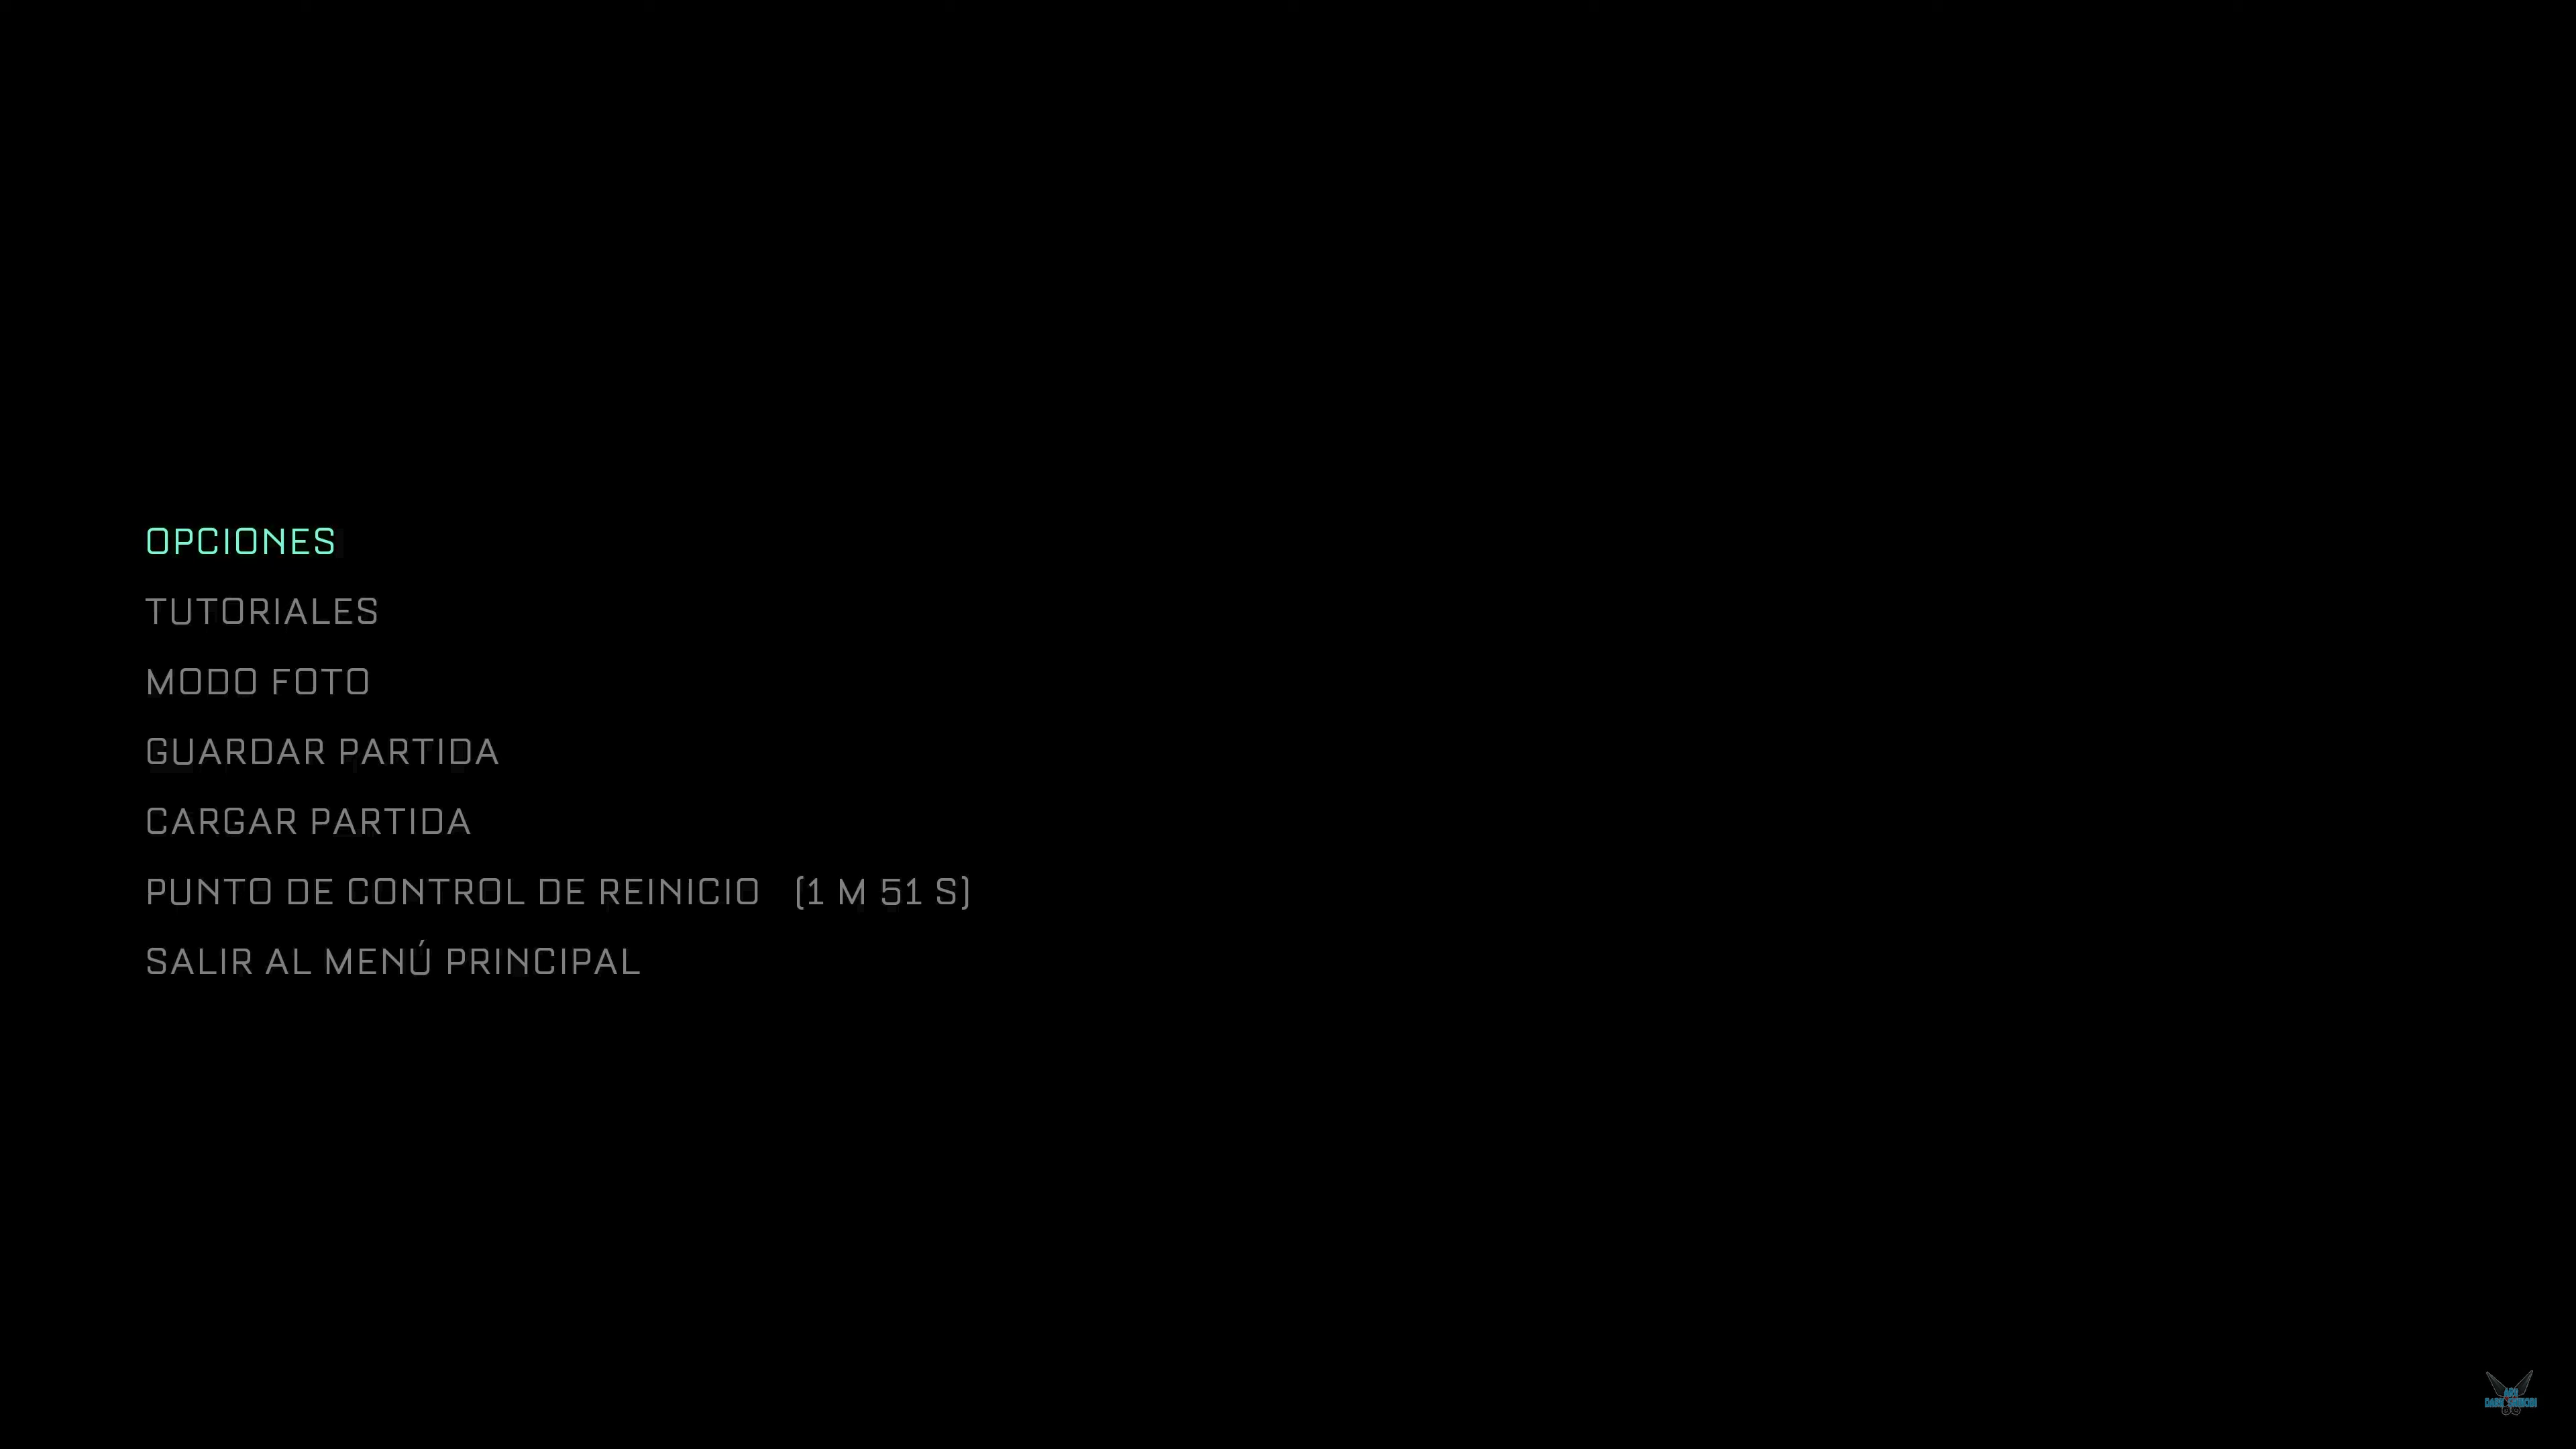 OPCIONES
TUTORIALES
MODO FOTO
GUARDAR PARTIDA
CARGAR PARTIDA
PUNTO DE CONTROL DE REINICIO (1 M 51 S)
SALIR AL MENÚ PRINCIPAL